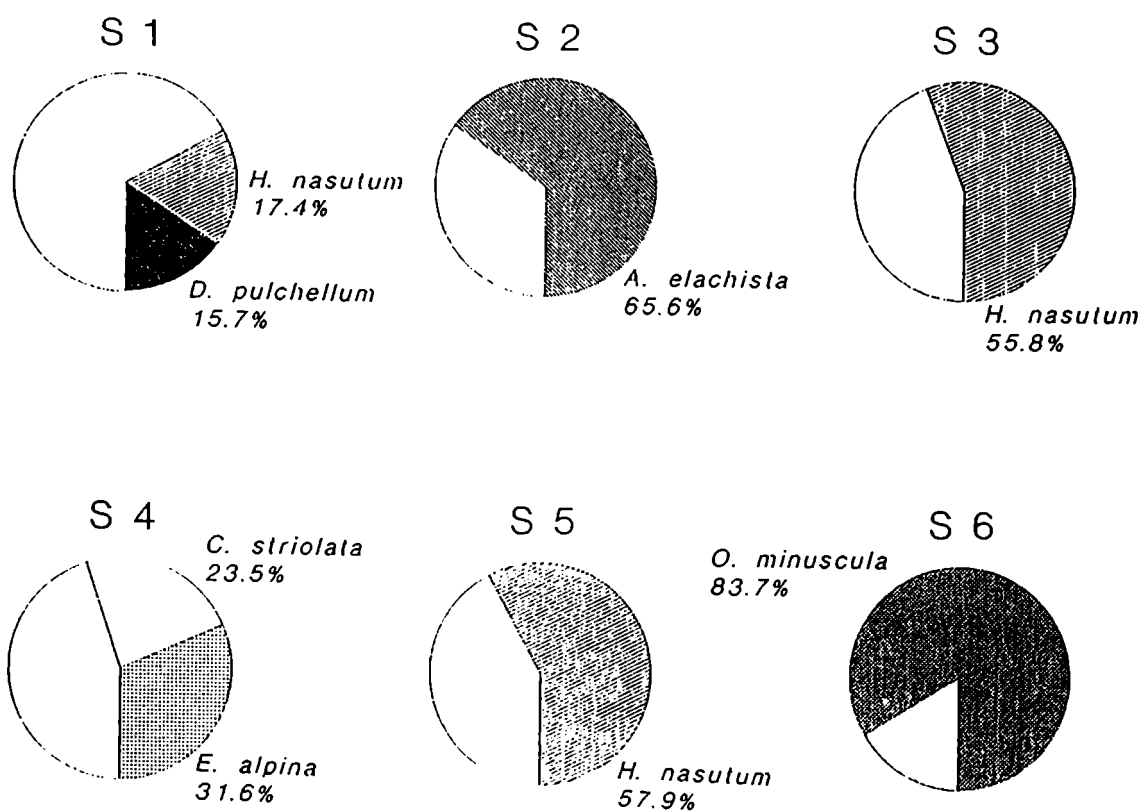 S 1
H. nasutum
17.4%
D. pulchellum
15.7%
S 2
A. elachista
65.6%
S 3
H. nasutum
55.8%
S 4
C. striolata
23.5%
E. alpina
31.6%
S 5
H. nasutum
57.9%
S 6
O. minuscula
83.7%